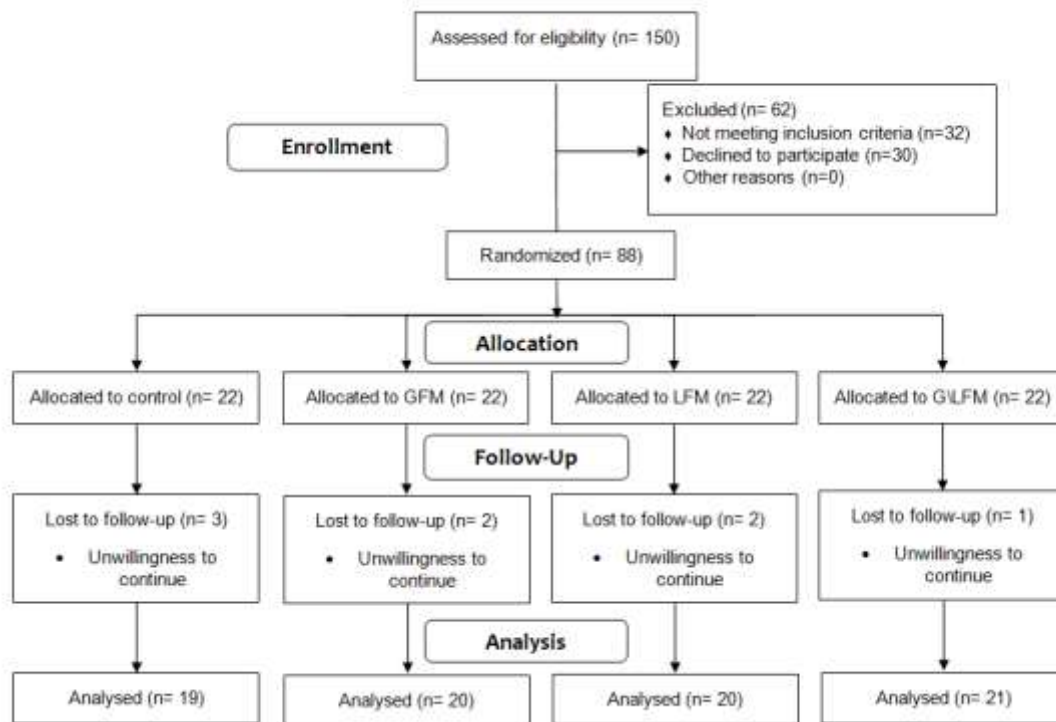 Assessed for eligibility (n= 150)
Excluded (n= 62)
♦ Not meeting inclusion criteria (n=32)
♦ Declined to participate (n=30)
♦ Other reasons (n=0)
Enrollment
Randomized (n= 88)
Allocation
Allocated to control (n= 22)
Allocated to GFM (n= 22)
Allocated to LFM (n= 22)
Allocated to G\LFM (n= 22)
Follow-Up
Lost to follow-up (n= 3)
• Unwillingness to
continue
Lost to follow-up (n= 2)
• Unwillingness to
continue
Lost to follow-up (n= 2)
• Unwillingness to
continue
Lost to follow-up (n= 1)
• Unwillingness to
continue
Analysis
Analysed (n= 19)
Analysed (n= 20)
Analysed (n= 20)
Analysed (n= 21)